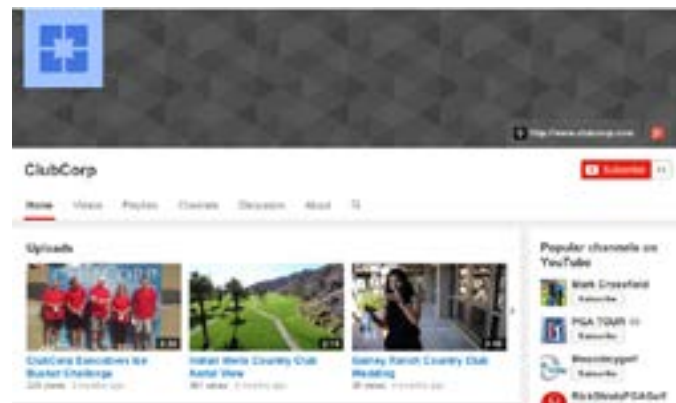 http://www.clubcorp.com
ClubCorp
Subscribe
Home Videos Playlists Channels Discussion About
Uploads
ClubCorp Executives Ice
Bucket Challenge
Indian Wells Country Club
Aerial View
Gainey Ranch Country Club
Wedding
Popular channels on
YouTube
Mark Crossfield
Subscribe
PGA TOUR
Subscribe
Subscribe
RickShielsPGAGolf